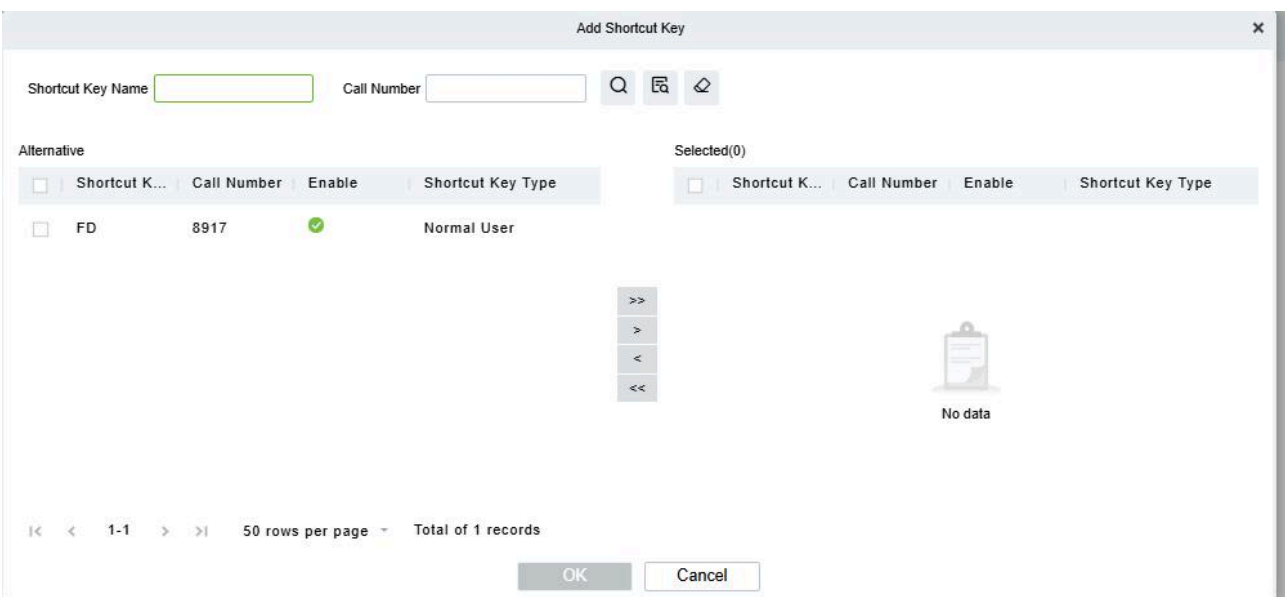 Add Shortcut Key
Shortcut Key Name Call Number
Alternative Selected(0)
Shortcut K... Call Number Enable Shortcut Key Type Shortcut K... Call Number Enable Shortcut Key Type
FD 8917 Normal User
>>
>
<
<<
No data
1-1 50 rows per page Total of 1 records
OK Cancel